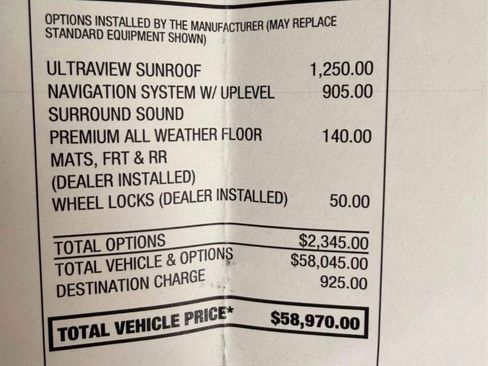 OPTIONS INSTALLED BY THE MANUFACTURER (MAY REPLACE
STANDARD EQUIPMENT SHOWN)
ULTRAVIEW SUNROOF 1,250.00
NAVIGATION SYSTEM W/ UPLEVEL 905.00
SURROUND SOUND
PREMIUM ALL WEATHER FLOOR 140.00
MATS, FRT & RR
(DEALER INSTALLED)
WHEEL LOCKS (DEALER INSTALLED) 50.00
TOTAL OPTIONS $2,345.00
TOTAL VEHICLE & OPTIONS $58,045.00
DESTINATION CHARGE 925.00
TOTAL VEHICLE PRICE* $58,970.00